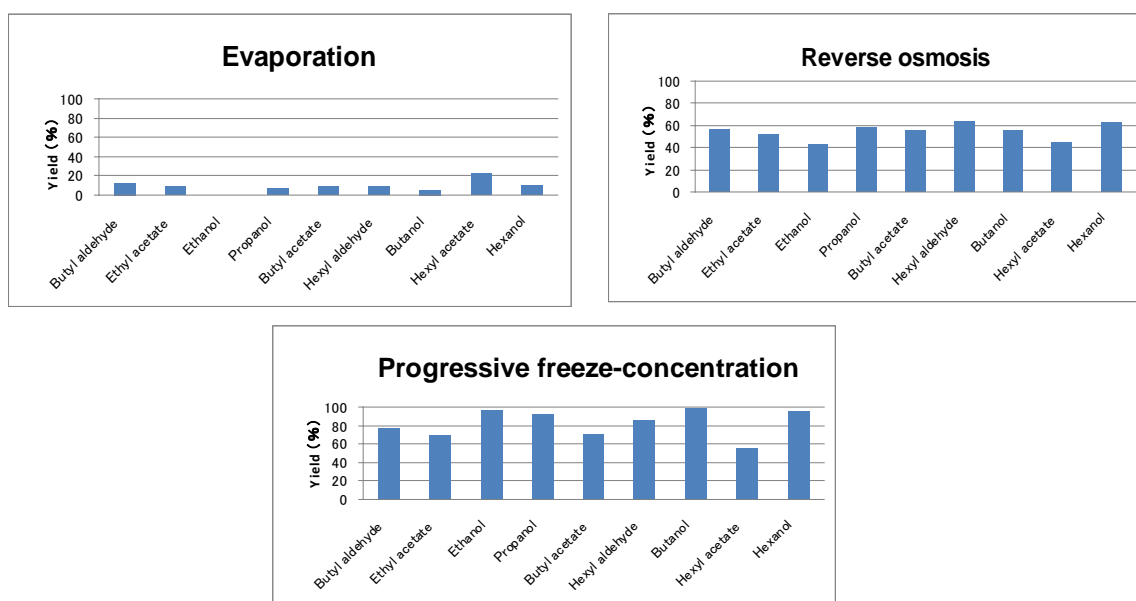 Evaporation
Yield (%)
100
80
60
40
20
0
Butyl aldehyde
Ethyl acetate
Ethanol
Propanol
Butyl acetate
Hexyl aldehyde
Butanol
Hexyl acetate
Hexanol
Reverse osmosis
Yield (%)
100
80
60
40
20
0
Butyl aldehyde
Ethyl acetate
Ethanol
Propanol
Butyl acetate
Hexyl aldehyde
Butanol
Hexyl acetate
Hexanol
Progressive freeze-concentration
Yield (%)
100
80
60
40
20
0
Butyl aldehyde
Ethyl acetate
Ethanol
Propanol
Butyl acetate
Hexyl aldehyde
Butanol
Hexyl acetate
Hexanol